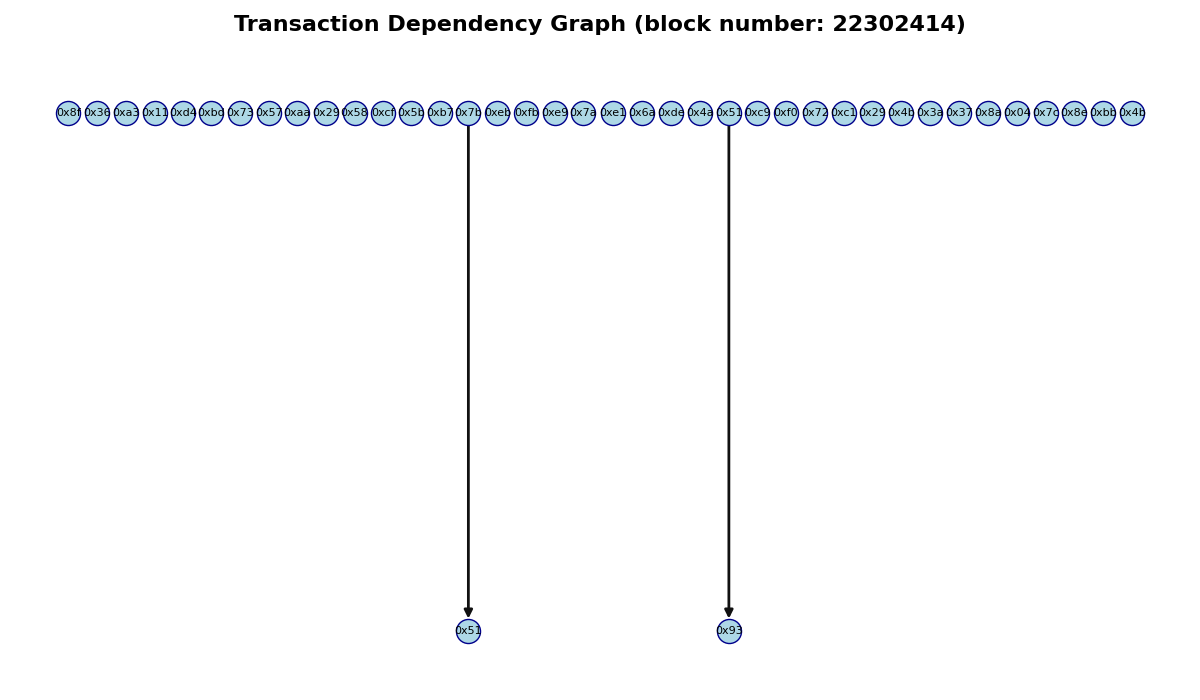 Transaction Dependency Graph (block number: 22302414)
0x8f 0x36 0xa3 0x11 0xd4 0xbd 0x73 0x57 0xaa 0x29 0x58 0xcf 0x5b 0xb7 0x7b 0xeb 0xfb 0xe9 0x7a 0xe1 0x6a 0xde 0x4a 0x51 0xc9 0xf0 0x72 0xc1 0x29 0x4b 0x3a 0x37 0x8a 0x04 0x7c 0x8e 0xbb 0x4b
0x51 0x93